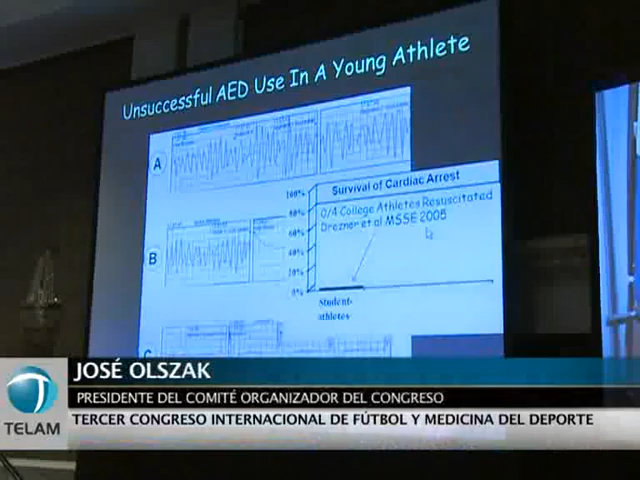 Unsuccessful AED Use In A Young Athlete
A
Survival of Cardiac Arrest
100%
80%
60%
40%
20%
0%
0/4 College Athletes Resuscitated
Drezner et al MSSE 2005
B
Student-
athletes
C
JOSÉ OLSZAK
PRESIDENTE DEL COMITÉ ORGANIZADOR DEL CONGRESO
TELAM
TERCER CONGRESO INTERNACIONAL DE FÚTBOL Y MEDICINA DEL DEPORTE